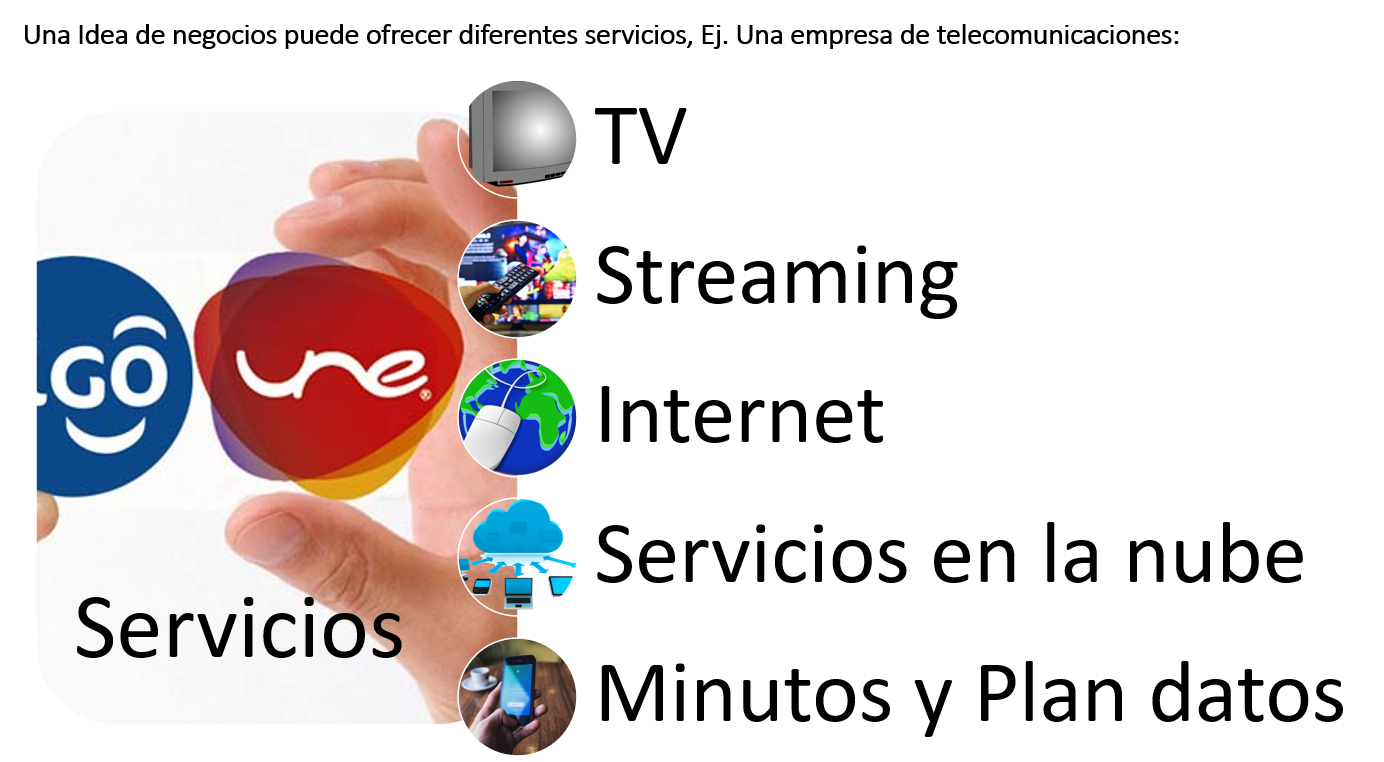 Una Idea de negocios puede ofrecer diferentes servicios, Ej. Una empresa de telecomunicaciones:
TV
Streaming
Internet
Servicios en la nube
Minutos y Plan datos
GO
une®
Servicios